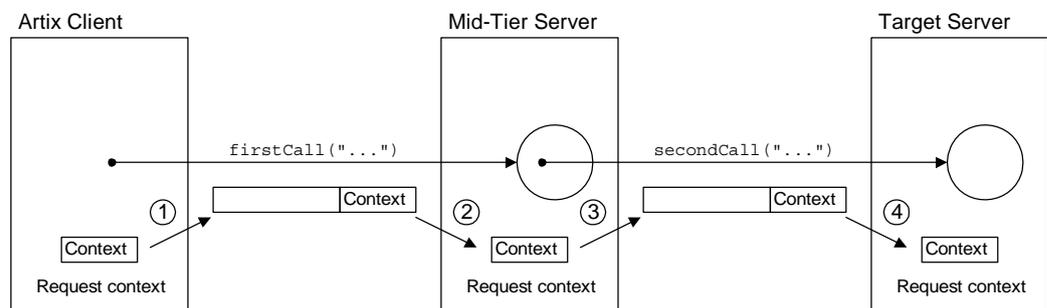 Artix Client
Mid-Tier Server
Target Server
firstCall("...")
secondCall("...")
Context
Context
1
2
3
4
Context
Context
Context
Request context
Request context
Request context